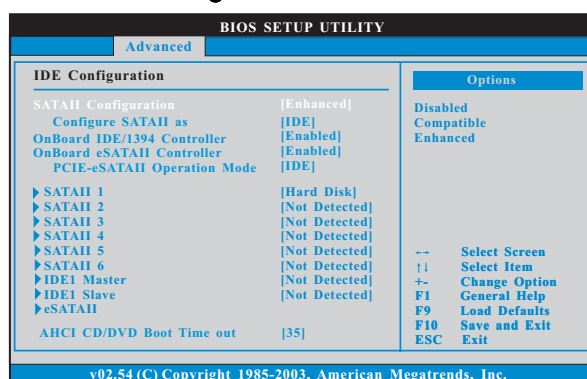 BIOS SETUP UTILITY
Advanced
IDE Configuration
SATAII Configuration [Enhanced]
Configure SATAII as [IDE]
OnBoard IDE/1394 Controller [Enabled]
OnBoard eSATAII Controller [Enabled]
PCIE-eSATAII Operation Mode [IDE]
SATAII 1 [Hard Disk]
SATAII 2 [Not Detected]
SATAII 3 [Not Detected]
SATAII 4 [Not Detected]
SATAII 5 [Not Detected]
SATAII 6 [Not Detected]
IDE1 Master [Not Detected]
IDE1 Slave [Not Detected]
eSATAII
AHCI CD/DVD Boot Time out [35]
Options
Disabled
Compatible
Enhanced
←→ Select Screen
↑↓ Select Item
+- Change Option
F1 General Help
F9 Load Defaults
F10 Save and Exit
ESC Exit
v02.54 (C) Copyright 1985-2003, American Megatrends, Inc.